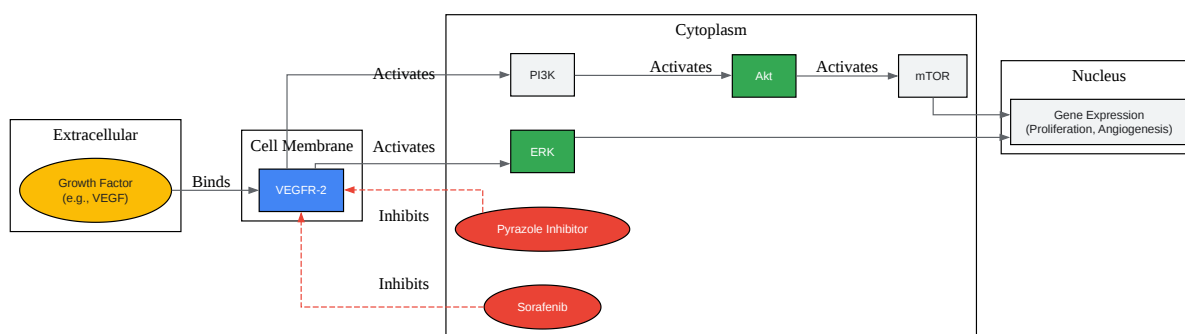 Cytoplasm
Activates
PI3K
Activates
Akt
Activates
mTOR
Nucleus
Gene Expression
(Proliferation, Angiogenesis)
Extracellular
Growth Factor
(e.g., VEGF)
Binds
Cell Membrane
VEGFR-2
Activates
ERK
Inhibits
Pyrazole Inhibitor
Inhibits
Sorafenib